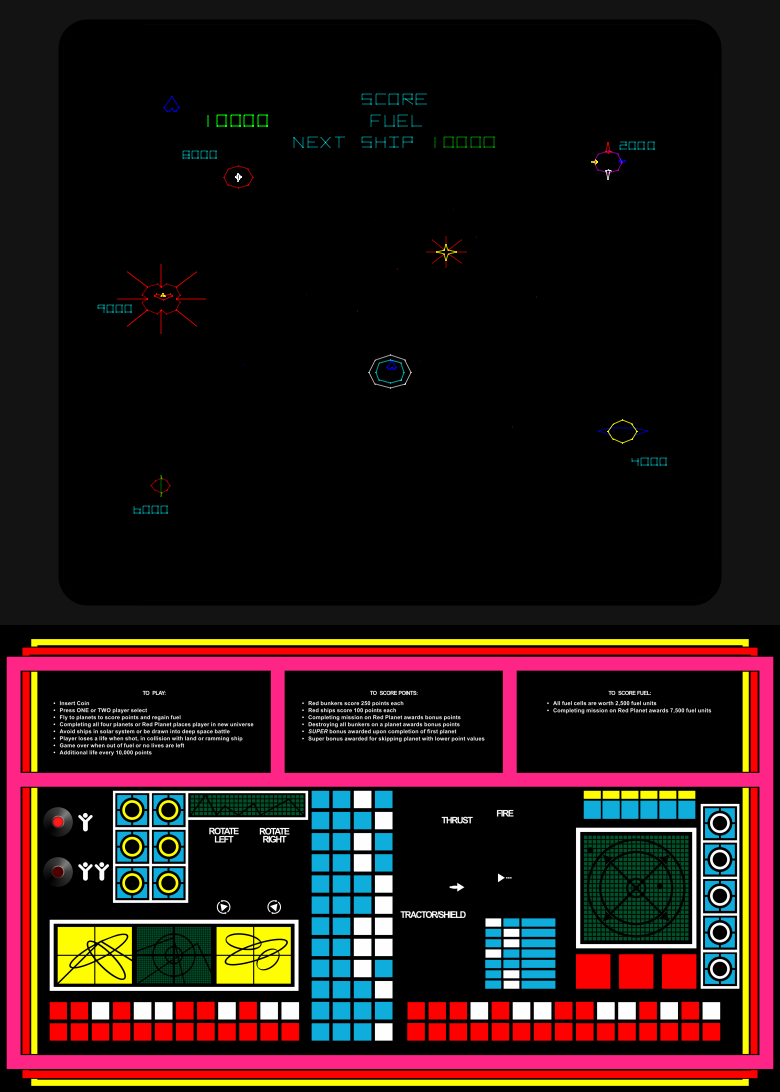 SCORE
10000
FUEL
NEXT SHIP 10000
8000
2000
9000
4000
6000
TO PLAY:
• Insert Coin
• Press ONE or TWO player select
• Fly to planets to score points and regain fuel
• Completing all four planets or Red Planet places player in new universe
• Avoid ships in solar system or be drawn into deep space battle
• Player loses a life when shot, in collision with land or ramming ship
• Game over when out of fuel or no lives are left
• Additional life every 10,000 points
TO SCORE POINTS:
• Red bunkers score 250 points each
• Red ships score 100 points each
• Completing mission on Red Planet awards bonus points
• Destroying all bunkers on a planet awards bonus points
• SUPER bonus awarded upon completion of first planet
• Super bonus awarded for skipping planet with lower point values
TO SCORE FUEL:
• All fuel cells are worth 2,500 fuel units
• Completing mission on Red Planet awards 7,500 fuel units
ROTATE LEFT
ROTATE RIGHT
THRUST
FIRE
TRACTOR/SHIELD